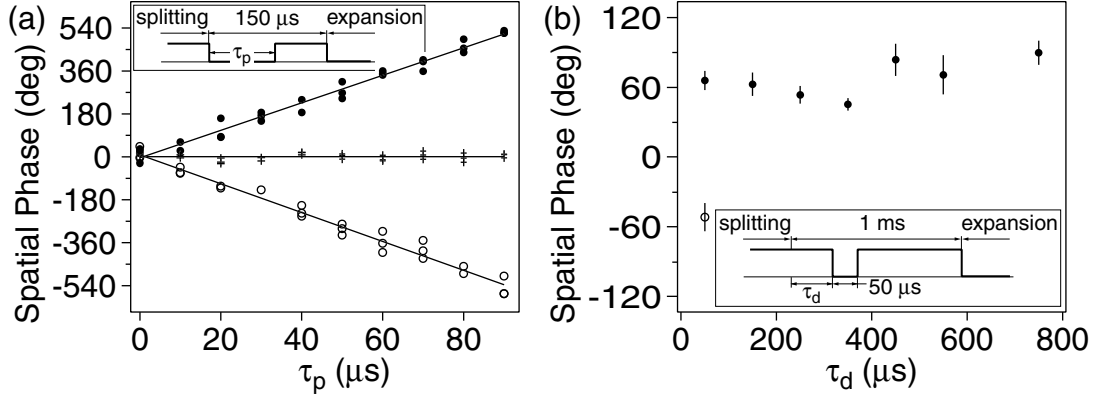 (a)
splitting 150 μs expansion
τp
540
360
180
0
-180
-360
-540
Spatial Phase (deg)
0 20 40 60 80
τp (μs)
(b)
120
60
0
-60
-120
Spatial Phase (deg)
splitting 1 ms expansion
τd 50 μs
0 200 400 600 800
τd (μs)